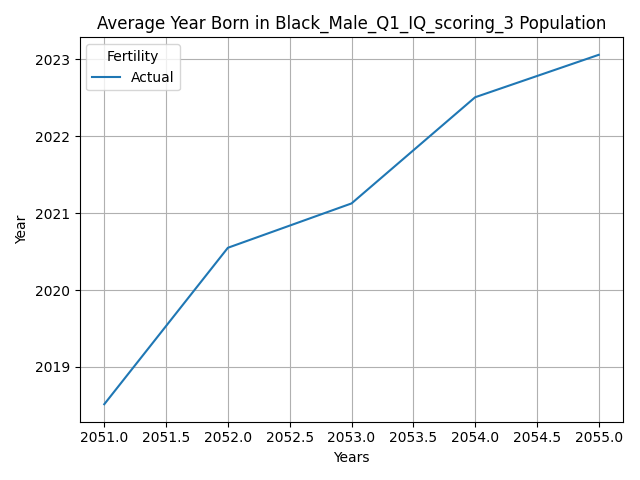 Average Year Born in Black_Male_Q1_IQ_scoring_3 Population
Fertility
Actual
2023
2022
2021
2020
2019
Year
2051.0 2051.5 2052.0 2052.5 2053.0 2053.5 2054.0 2054.5 2055.0
Years